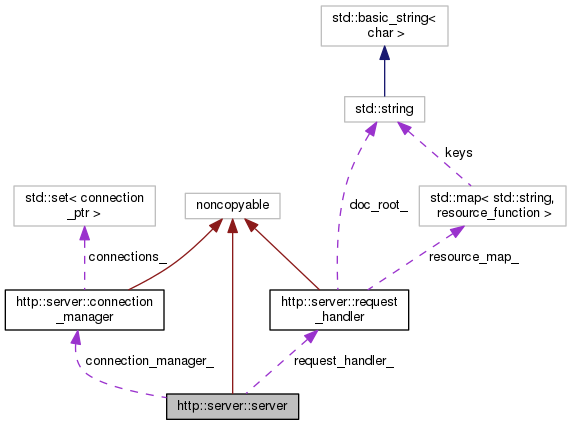 std::basic_string<
char >
std::string
keys
std::set< connection
_ptr >
noncopyable
doc_root_
std::map< std::string,
resource_function >
connections_
resource_map_
http::server::connection
_manager
http::server::request
_handler
connection_manager_
request_handler_
http::server::server